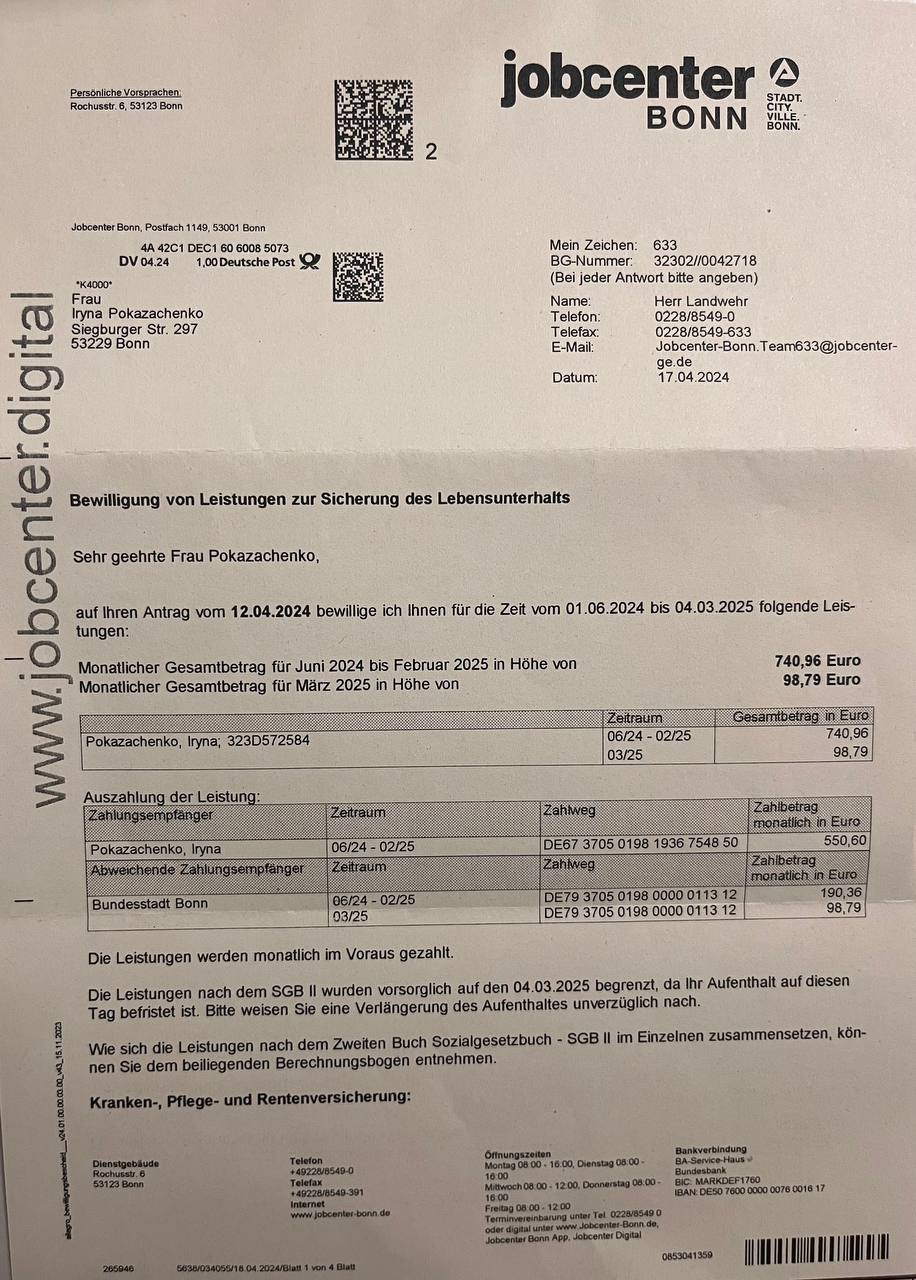 Persönliche Vorsprachen:
Rochusstr. 6, 53123 Bonn
2
jobcenter
BONN
STADT.
CITY.
VILLE.
BONN.
Jobcenter Bonn, Postfach 1149, 53001 Bonn
4A 42C1 DEC1 60 6008 5073
DV 04.24 1,00 Deutsche Post
*K4000*
Frau
Iryna Pokazachenko
Siegburger Str. 297
53229 Bonn
Mein Zeichen: 633
BG-Nummer: 32302//0042718
(Bei jeder Antwort bitte angeben)
Name: Herr Landwehr
Telefon: 0228/8549-0
Telefax: 0228/8549-633
E-Mail: Jobcenter-Bonn.Team633@jobcenter-
ge.de
Datum: 17.04.2024
www.jobcenter.digital
Bewilligung von Leistungen zur Sicherung des Lebensunterhalts
Sehr geehrte Frau Pokazachenko,
auf Ihren Antrag vom 12.04.2024 bewillige ich Ihnen für die Zeit vom 01.06.2024 bis 04.03.2025 folgende Leis-
tungen:
Monatlicher Gesamtbetrag für Juni 2024 bis Februar 2025 in Höhe von 740,96 Euro
Monatlicher Gesamtbetrag für März 2025 in Höhe von 98,79 Euro
Zeitraum Gesamtbetrag in Euro
Pokazachenko, Iryna; 323D572584 06/24 - 02/25 740,96
03/25 98,79
Auszahlung der Leistung:
Zahlungsempfänger Zeitraum Zahlweg Zahlbetrag
monatlich in Euro
Pokazachenko, Iryna 06/24 - 02/25 DE67 3705 0198 1936 7548 50 550,60
Abweichende Zahlungsempfänger Zeitraum Zahlweg Zahlbetrag
monatlich in Euro
Bundesstadt Bonn 06/24 - 02/25 DE79 3705 0198 0000 0113 12 190,36
03/25 DE79 3705 0198 0000 0113 12 98,79
Die Leistungen werden monatlich im Voraus gezahlt.
Die Leistungen nach dem SGB II wurden vorsorglich auf den 04.03.2025 begrenzt, da Ihr Aufenthalt auf diesen
Tag befristet ist. Bitte weisen Sie eine Verlängerung des Aufenthaltes unverzüglich nach.
Wie sich die Leistungen nach dem Zweiten Buch Sozialgesetzbuch - SGB II im Einzelnen zusammensetzen, kön-
nen Sie dem beiliegenden Berechnungsbogen entnehmen.
Kranken-, Pflege- und Rentenversicherung:
allegro_bewilligungsbescheid__v24.01.00.00.03.00_v43_15.11.2023
Dienstgebäude
Rochusstr. 6
53123 Bonn
Telefon
+49228/8549-0
Telefax
+49228/8549-391
Internet
www.jobcenter-bonn.de
Öffnungszeiten
Montag 08:00 - 16:00, Dienstag 08:00 -
16:00
Mittwoch 08:00 - 12:00, Donnerstag 08:00 -
16:00
Freitag 08:00 - 12:00
Terminvereinbarung unter Tel. 0228/8549 0
oder digital unter www.Jobcenter-Bonn.de,
Jobcenter Bonn App, Jobcenter Digital
Bankverbindung
BA-Service-Haus
Bundesbank
BIC: MARKDEF1760
IBAN: DE50 7600 0000 0076 0016 17
0853041359
265946 5638/034055/18.04.2024/Blatt 1 von 4 Blatt